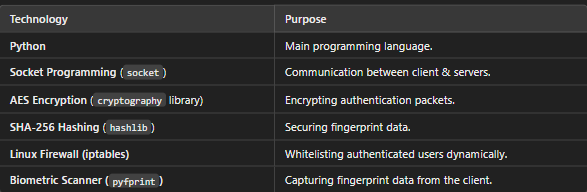 Technology Purpose
Python Main programming language.
Socket Programming (socket) Communication between client & servers.
AES Encryption (cryptography library) Encrypting authentication packets.
SHA-256 Hashing (hashlib) Securing fingerprint data.
Linux Firewall (iptables) Whitelisting authenticated users dynamically.
Biometric Scanner (pyfprint) Capturing fingerprint data from the client.